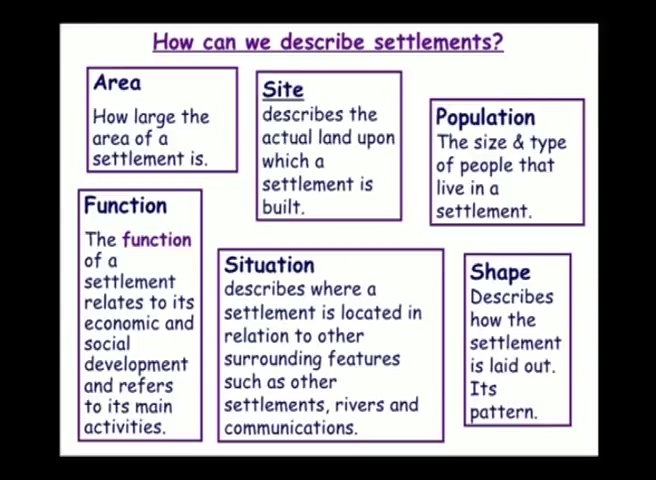 How can we describe settlements?
Area
How large the
area of a
settlement is.
Site
describes the
actual land upon
which a
settlement is
built.
Population
The size & type
of people that
live in a
settlement.
Function
The function
of a
settlement
relates to its
economic and
social
development
and refers
to its main
activities.
Situation
describes where a
settlement is located in
relation to other
surrounding features
such as other
settlements, rivers and
communications.
Shape
Describes
how the
settlement
is laid out.
Its
pattern.